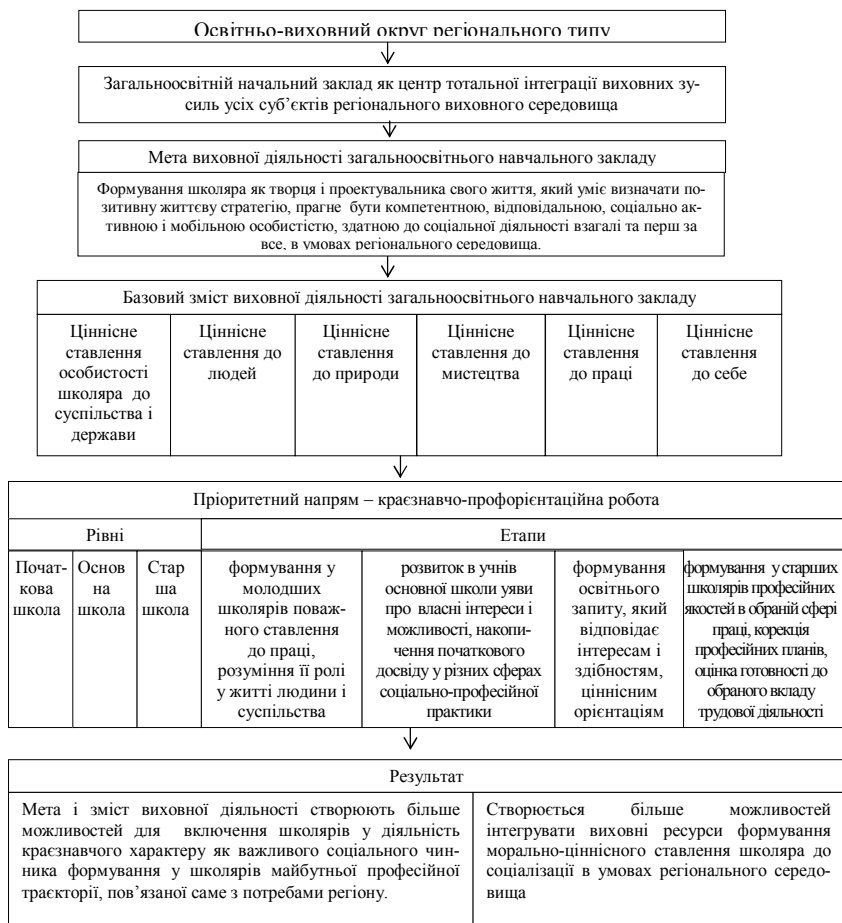 Освітньо-виховний округ регіонального типу
Загальноосвітній начальний заклад як центр тотальної інтеграції виховних зу-
силь усіх суб’єктів регіонального виховного середовища
Мета виховної діяльності загальноосвітнього навчального закладу
Формування школяра як творця і проектувальника свого життя, який уміє визначати по-
зитивну життєву стратегію, прагне бути компетентною, відповідальною, соціально ак-
тивною і мобільною особистістю, здатною до соціальної діяльності взагалі та перш за
все, в умовах регіонального середовища.
Базовий зміст виховної діяльності загальноосвітнього навчального закладу
Ціннісне
ставлення
особистості
школяра до
суспільства і
держави
Ціннісне
ставлення до
людей
Ціннісне
ставлення
до природи
Ціннісне
ставлення до
мистецтва
Ціннісне
ставлення
до праці
Ціннісне
ставлення
до себе
Пріоритетний напрям – краєзнавчо-профорієнтаційна робота
Рівні
Етапи
Почат-
кова
школа
Основ
на
школа
Стар
ша
школа
формування у
молодших
школярів поваж-
ного ставлення
до праці,
розуміння її ролі
у житті людини і
суспільства
розвиток в учнів
основної школи уяви
про власні інтереси і
можливості, накопи-
чення початкового
досвіду у різних сферах
соціально-професійної
практики
формування
освітнього
запиту, який
відповідає
інтересам і
здібностям,
ціннісним
орієнтаціям
формування у старших
школярів професійних
якостей в обраній сфері
праці, корекція
професійних планів,
оцінка готовності до
обраного вкладу
трудової діяльності
Результат
Мета і зміст виховної діяльності створюють більше
можливостей для включення школярів у діяльність
краєзнавчого характеру як важливого соціального чин-
ника формування у школярів майбутньої професійної
траєкторії, пов’язаної саме з потребами регіону.
Створюється більше можливостей
інтегрувати виховні ресурси формування
морально-ціннісного ставлення школяра до
соціалізації в умовах регіонального середо-
вища